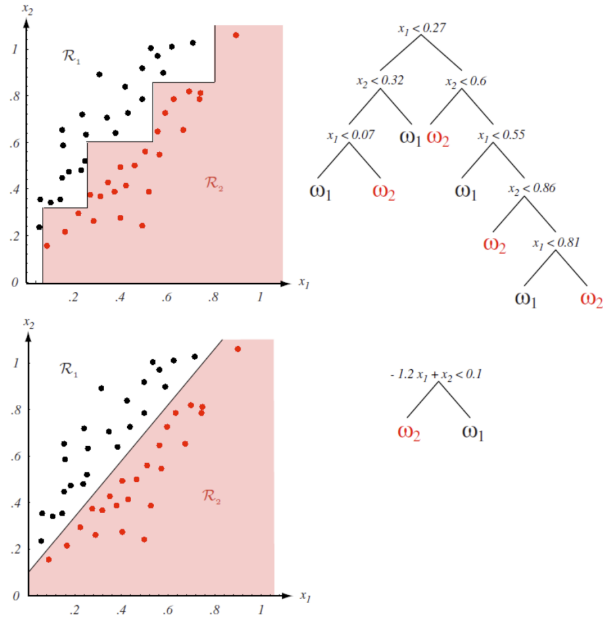 x₂
1
.8
.6
.4
.2
0
ℛ₁
ℛ₂
.2 .4 .6 .8 1 x₁
x₁ < 0.27
x₂ < 0.32 x₂ < 0.6
x₁ < 0.07 ω₁ ω₂ x₁ < 0.55
ω₁ ω₂ ω₁ x₂ < 0.86
ω₂ x₁ < 0.81
ω₁ ω₂
x₂
1
.8
.6
.4
.2
0
ℛ₁
ℛ₂
.2 .4 .6 .8 1 x₁
- 1.2 x₁ + x₂ < 0.1
ω₂ ω₁